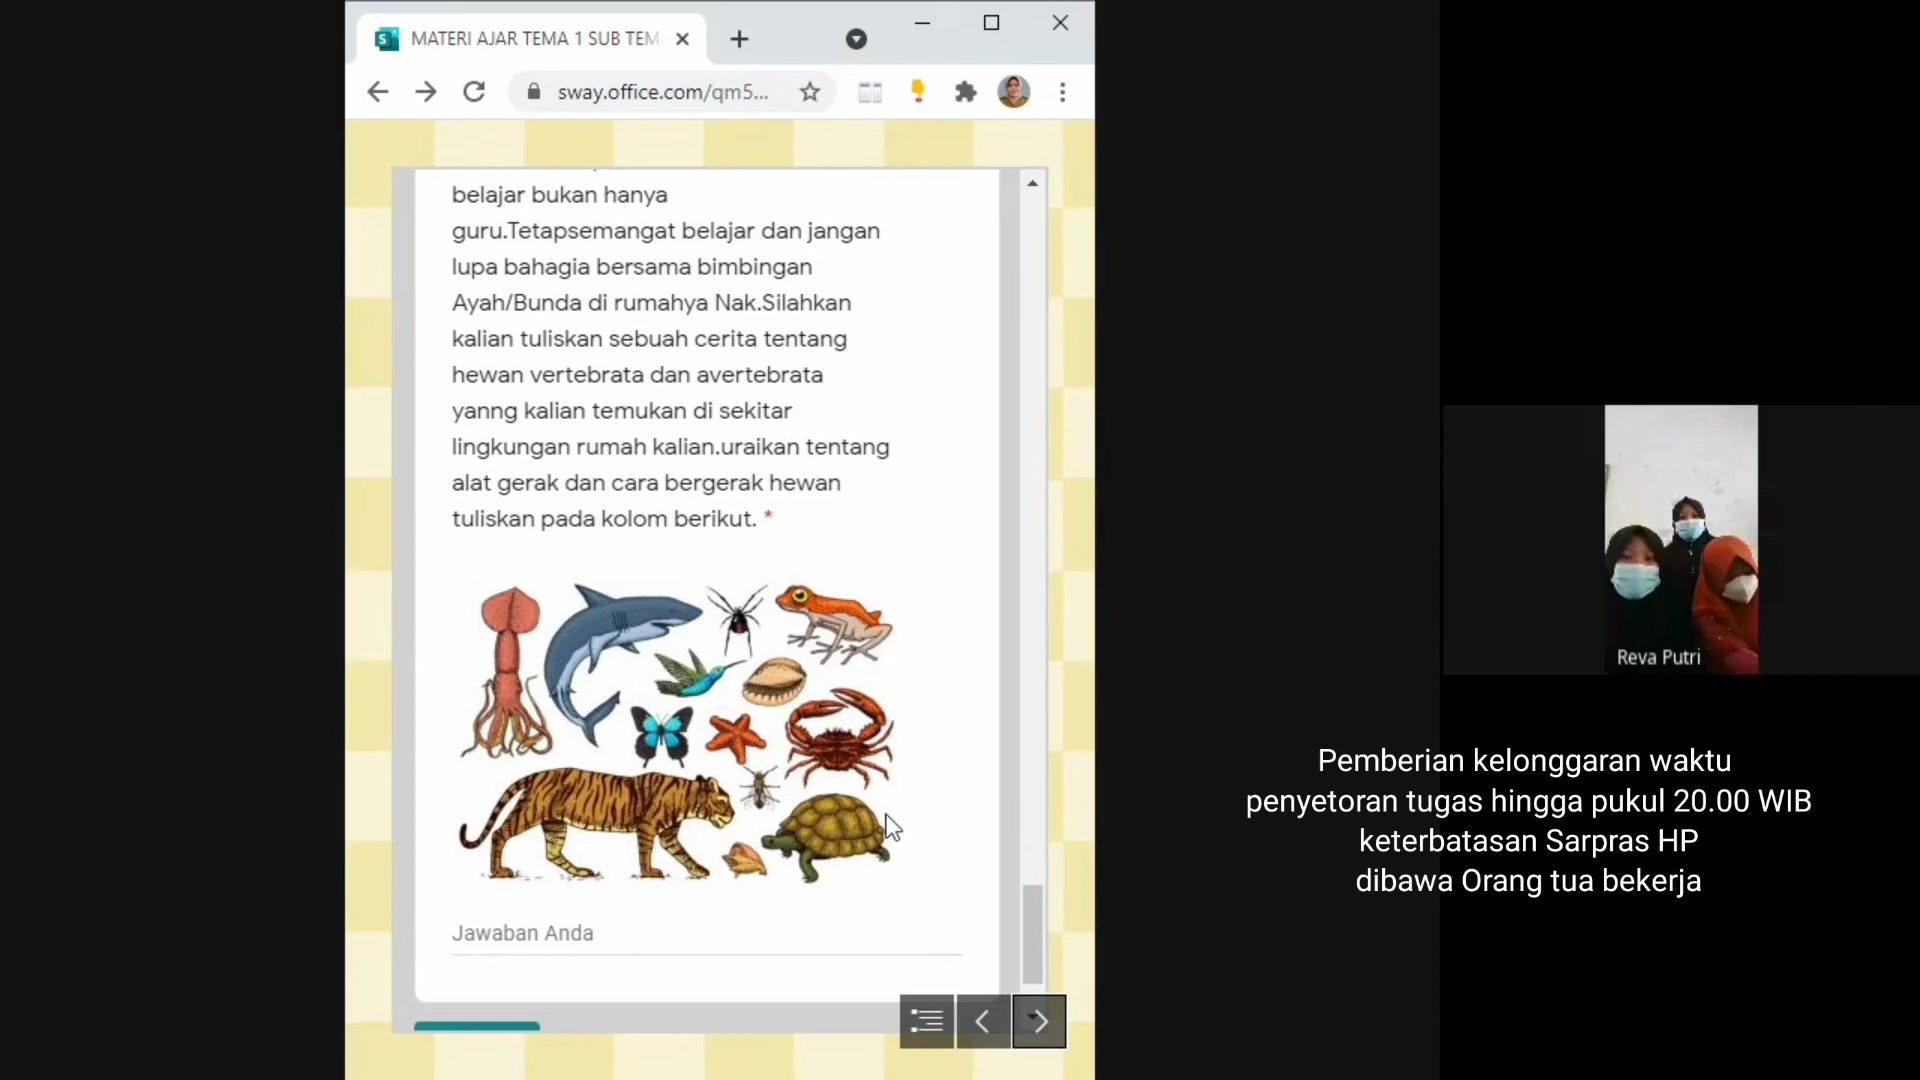 MATERI AJAR TEMA 1 SUB TEM
sway.office.com/qm5...
belajar bukan hanya
guru.Tetapsemangat belajar dan jangan
lupa bahagia bersama bimbingan
Ayah/Bunda di rumahya Nak.Silahkan
kalian tuliskan sebuah cerita tentang
hewan vertebrata dan avertebrata
yanng kalian temukan di sekitar
lingkungan rumah kalian.uraikan tentang
alat gerak dan cara bergerak hewan
tuliskan pada kolom berikut. *
Jawaban Anda
Reva Putri
Pemberian kelonggaran waktu
penyetoran tugas hingga pukul 20.00 WIB
keterbatasan Sarpras HP
dibawa Orang tua bekerja